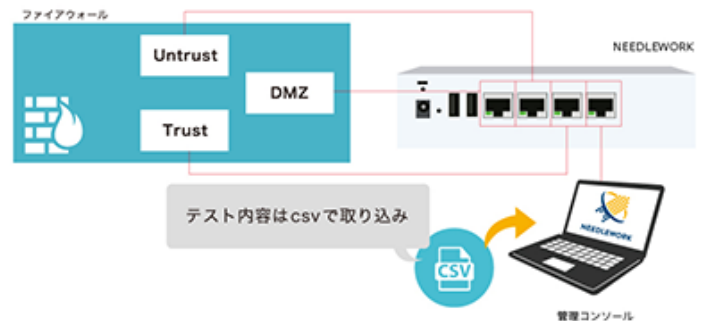 ファイアウォール
Untrust
NEEDLEWORK
DMZ
Trust
テスト内容はcsvで取り込み
NEEDLEWORK
CSV
管理コンソール